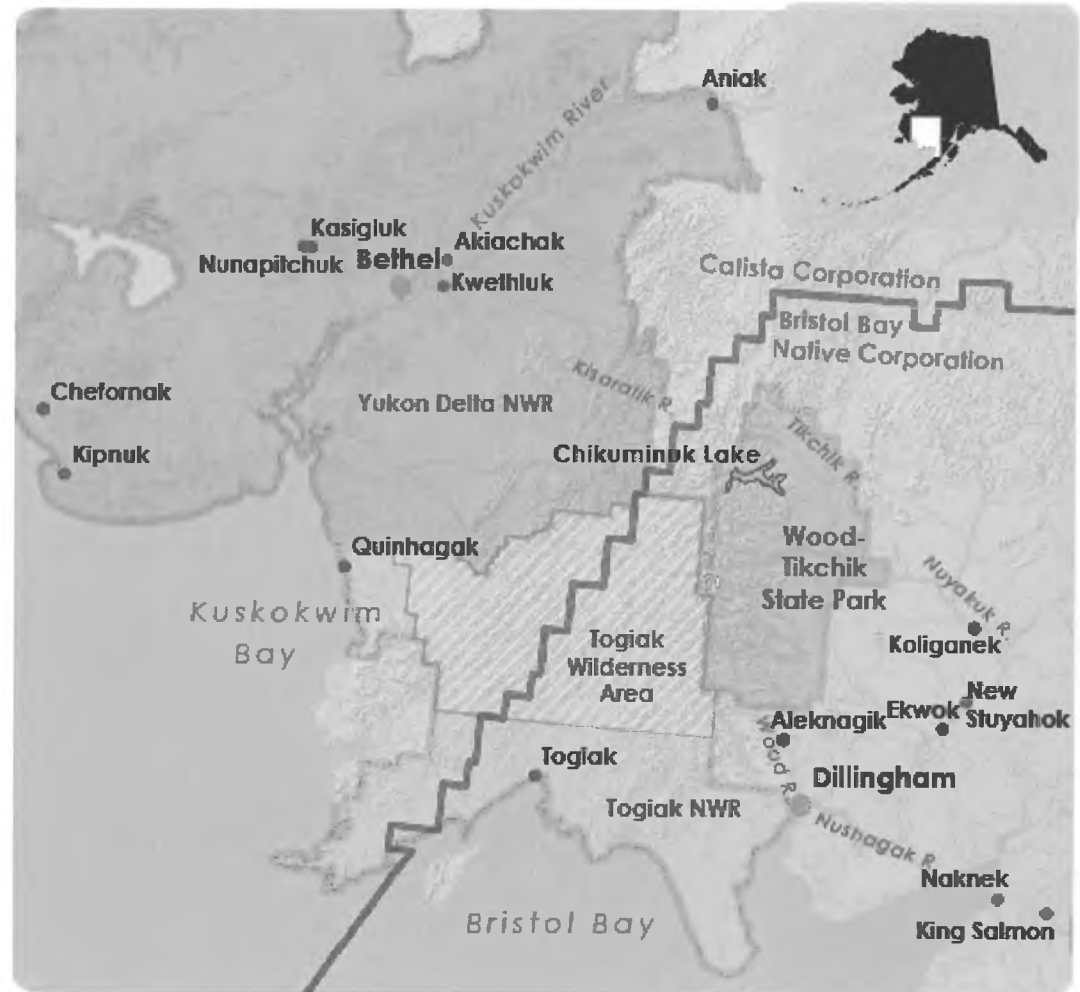 Aniak
Kuskokwim River
Kasigluk
Akiachak
Nunapitchuk
Bethel
Kwethluk
Calista Corporation
Bristol Bay
Native Corporation
Kisaralik R.
Chefornak
Yukon Delta NWR
Tikchik R.
Kipnuk
Chikuminuk Lake
Wood-
Tikchik
State Park
Quinhagak
Nuyakuk R.
Kuskokwim
Bay
Koliganek
Togiak
Wilderness
Area
New
Stuyahok
Ekwok
Aleknagik
Wood R.
Togiak
Dillingham
Togiak NWR
Nushagak R.
Naknek
Bristol Bay
King Salmon